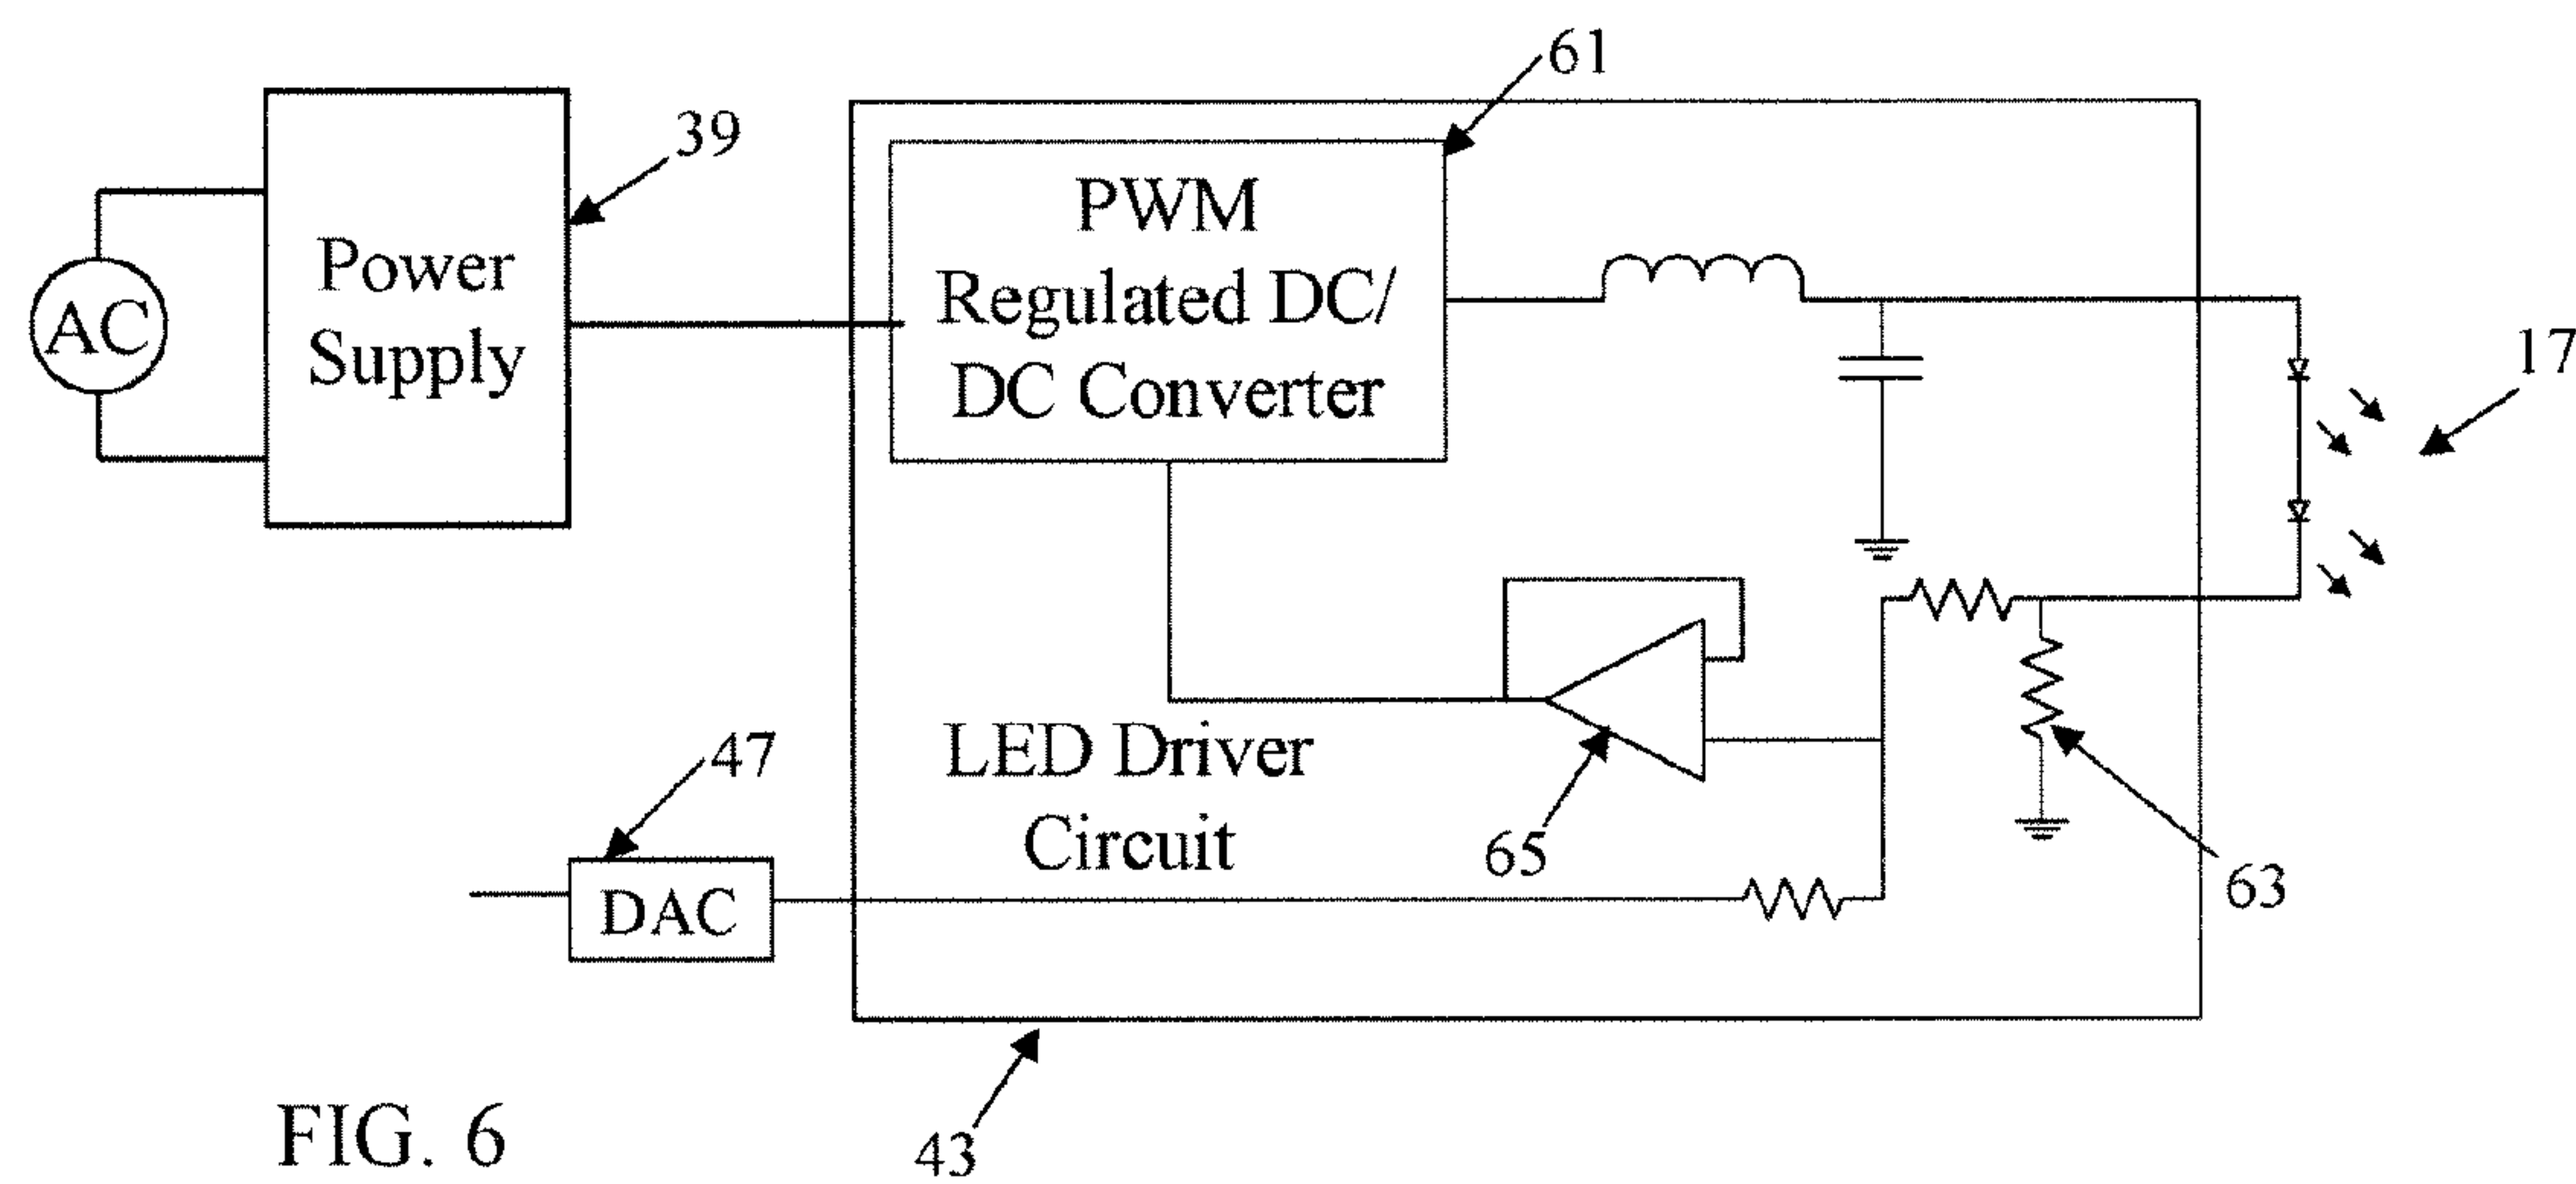 61
39
PWM
Regulated DC/
DC Converter
Power
Supply
AC
17
LED Driver
Circuit
47
DAC
65
63
43
FIG. 6